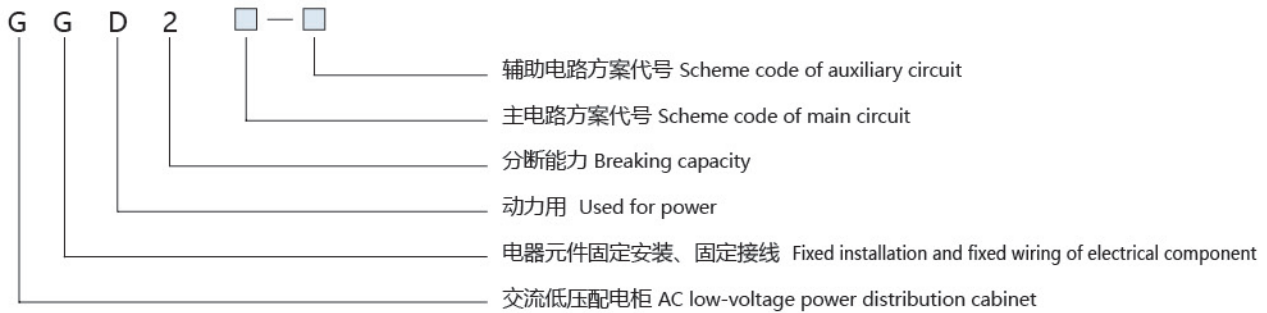 G G D 2 □—□
辅助电路方案代号 Scheme code of auxiliary circuit
主电路方案代号 Scheme code of main circuit
分断能力 Breaking capacity
动力用 Used for power
电器元件固定安装、固定接线 Fixed installation and fixed wiring of electrical component
交流低压配电柜 AC low-voltage power distribution cabinet